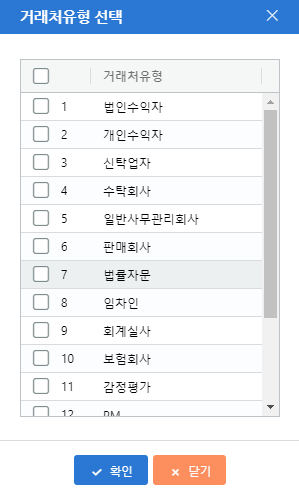 거래처유형 선택
거래처유형
1 법인수익자
2 개인수익자
3 신탁업자
4 수탁회사
5 일반사무관리회사
6 판매회사
7 법률자문
8 임차인
9 회계실사
10 보험회사
11 감정평가
12 PM
확인 닫기